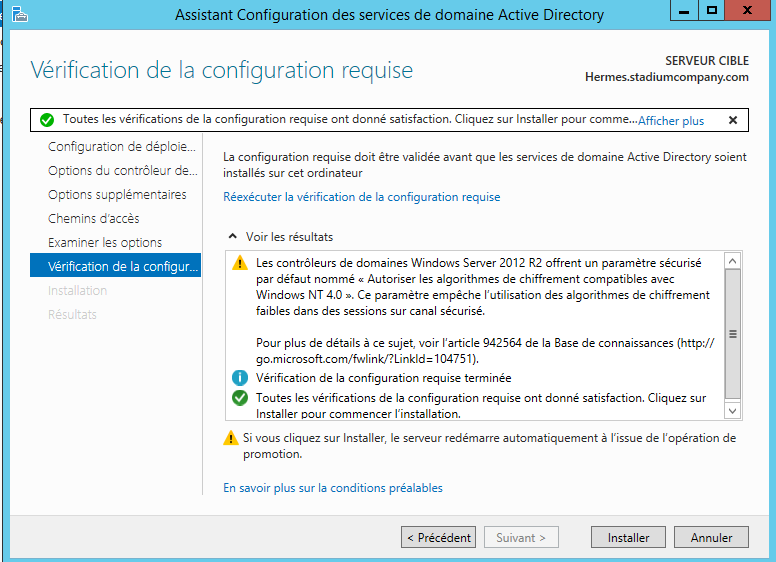 Assistant Configuration des services de domaine Active Directory
Vérification de la configuration requise
SERVEUR CIBLE
Hermes.stadiumcompany.com
Toutes les vérifications de la configuration requise ont donné satisfaction. Cliquez sur Installer pour comme...Afficher plus
Configuration de déploie...
Options du contrôleur de...
Options supplémentaires
Chemins d'accès
Examiner les options
Vérification de la configur...
Installation
Résultats
La configuration requise doit être validée avant que les services de domaine Active Directory soient
installés sur cet ordinateur
Réexécuter la vérification de la configuration requise
Voir les résultats
Les contrôleurs de domaines Windows Server 2012 R2 offrent un paramètre sécurisé
par défaut nommé « Autoriser les algorithmes de chiffrement compatibles avec
Windows NT 4.0 ». Ce paramètre empêche l'utilisation des algorithmes de chiffrement
faibles dans des sessions sur canal sécurisé.
Pour plus de détails à ce sujet, voir l'article 942564 de la Base de connaissances (http://
go.microsoft.com/fwlink/?LinkId=104751).
Vérification de la configuration requise terminée
Toutes les vérifications de la configuration requise ont donné satisfaction. Cliquez sur
Installer pour commencer l'installation.
Si vous cliquez sur Installer, le serveur redémarre automatiquement à l'issue de l'opération de
promotion.
En savoir plus sur la conditions préalables
< Précédent
Suivant >
Installer
Annuler